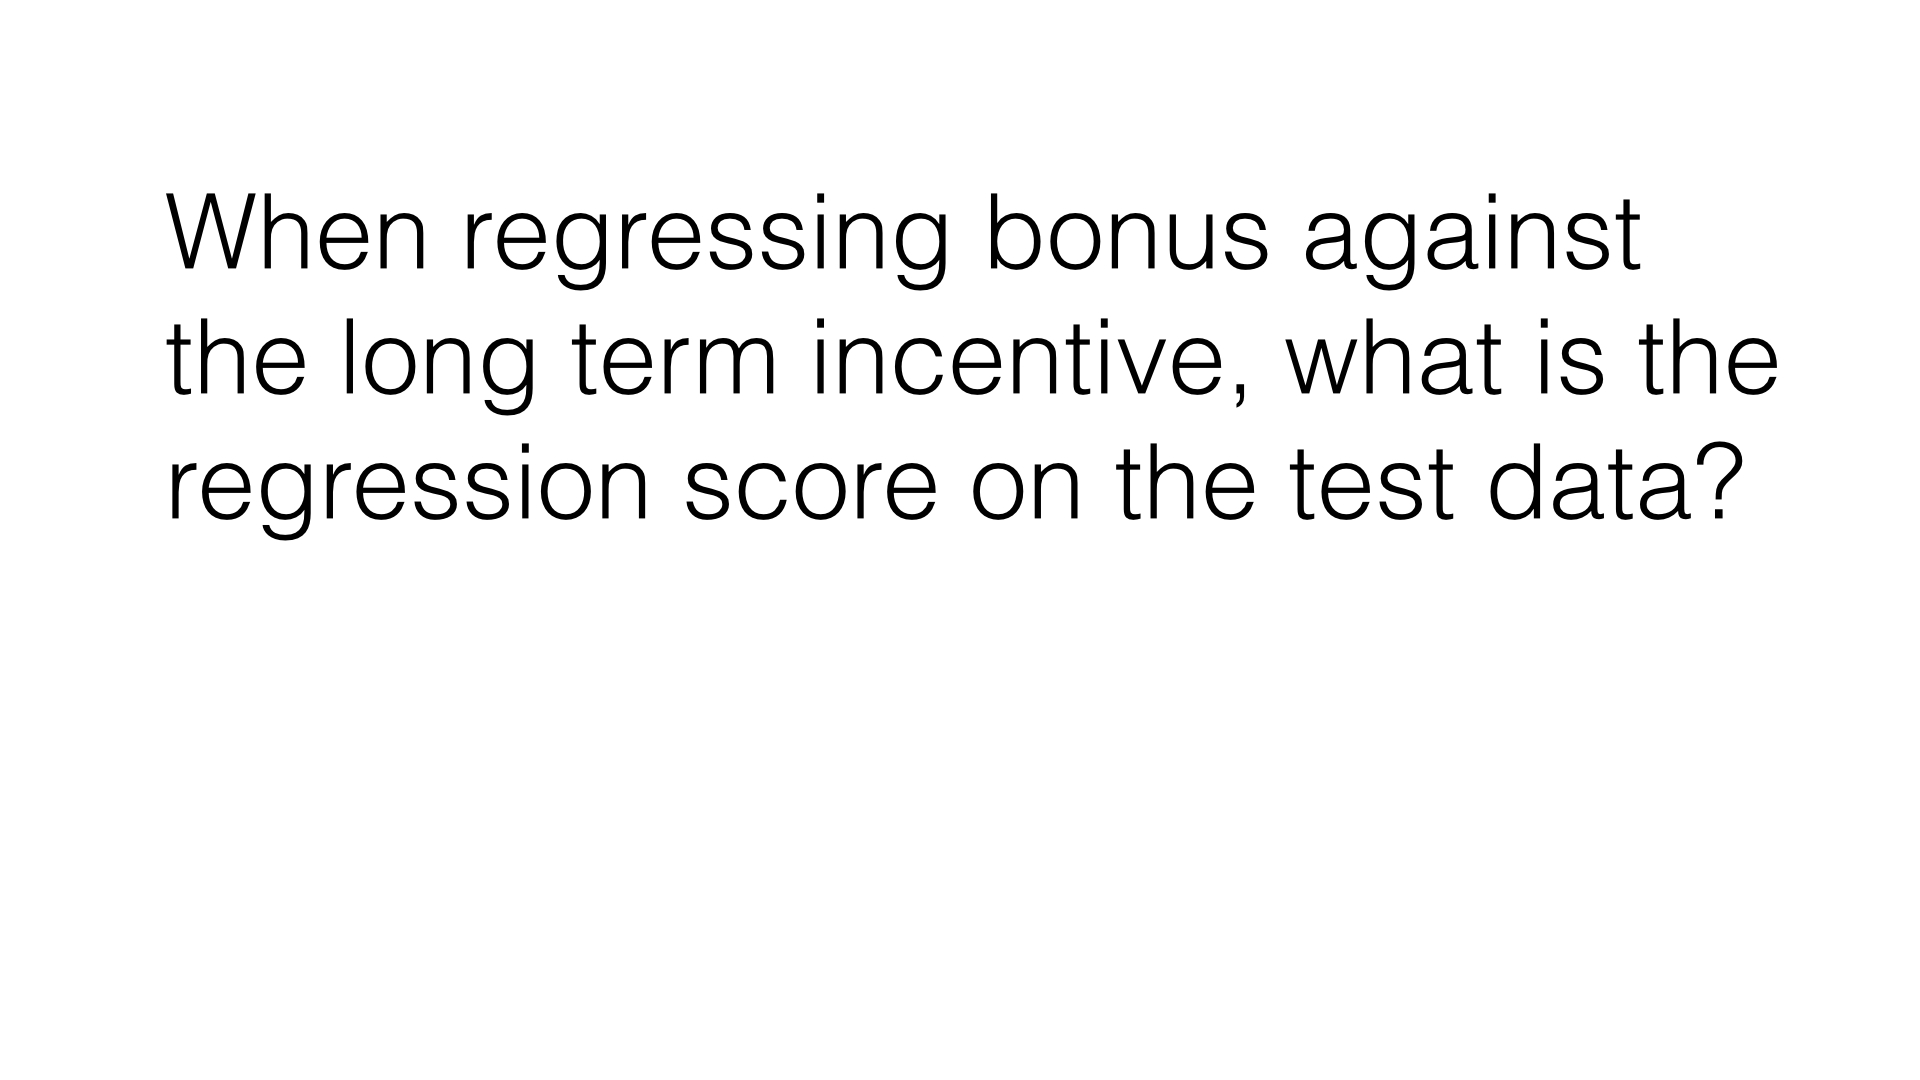 When regressing bonus against
the long term incentive, what is the
regression score on the test data?